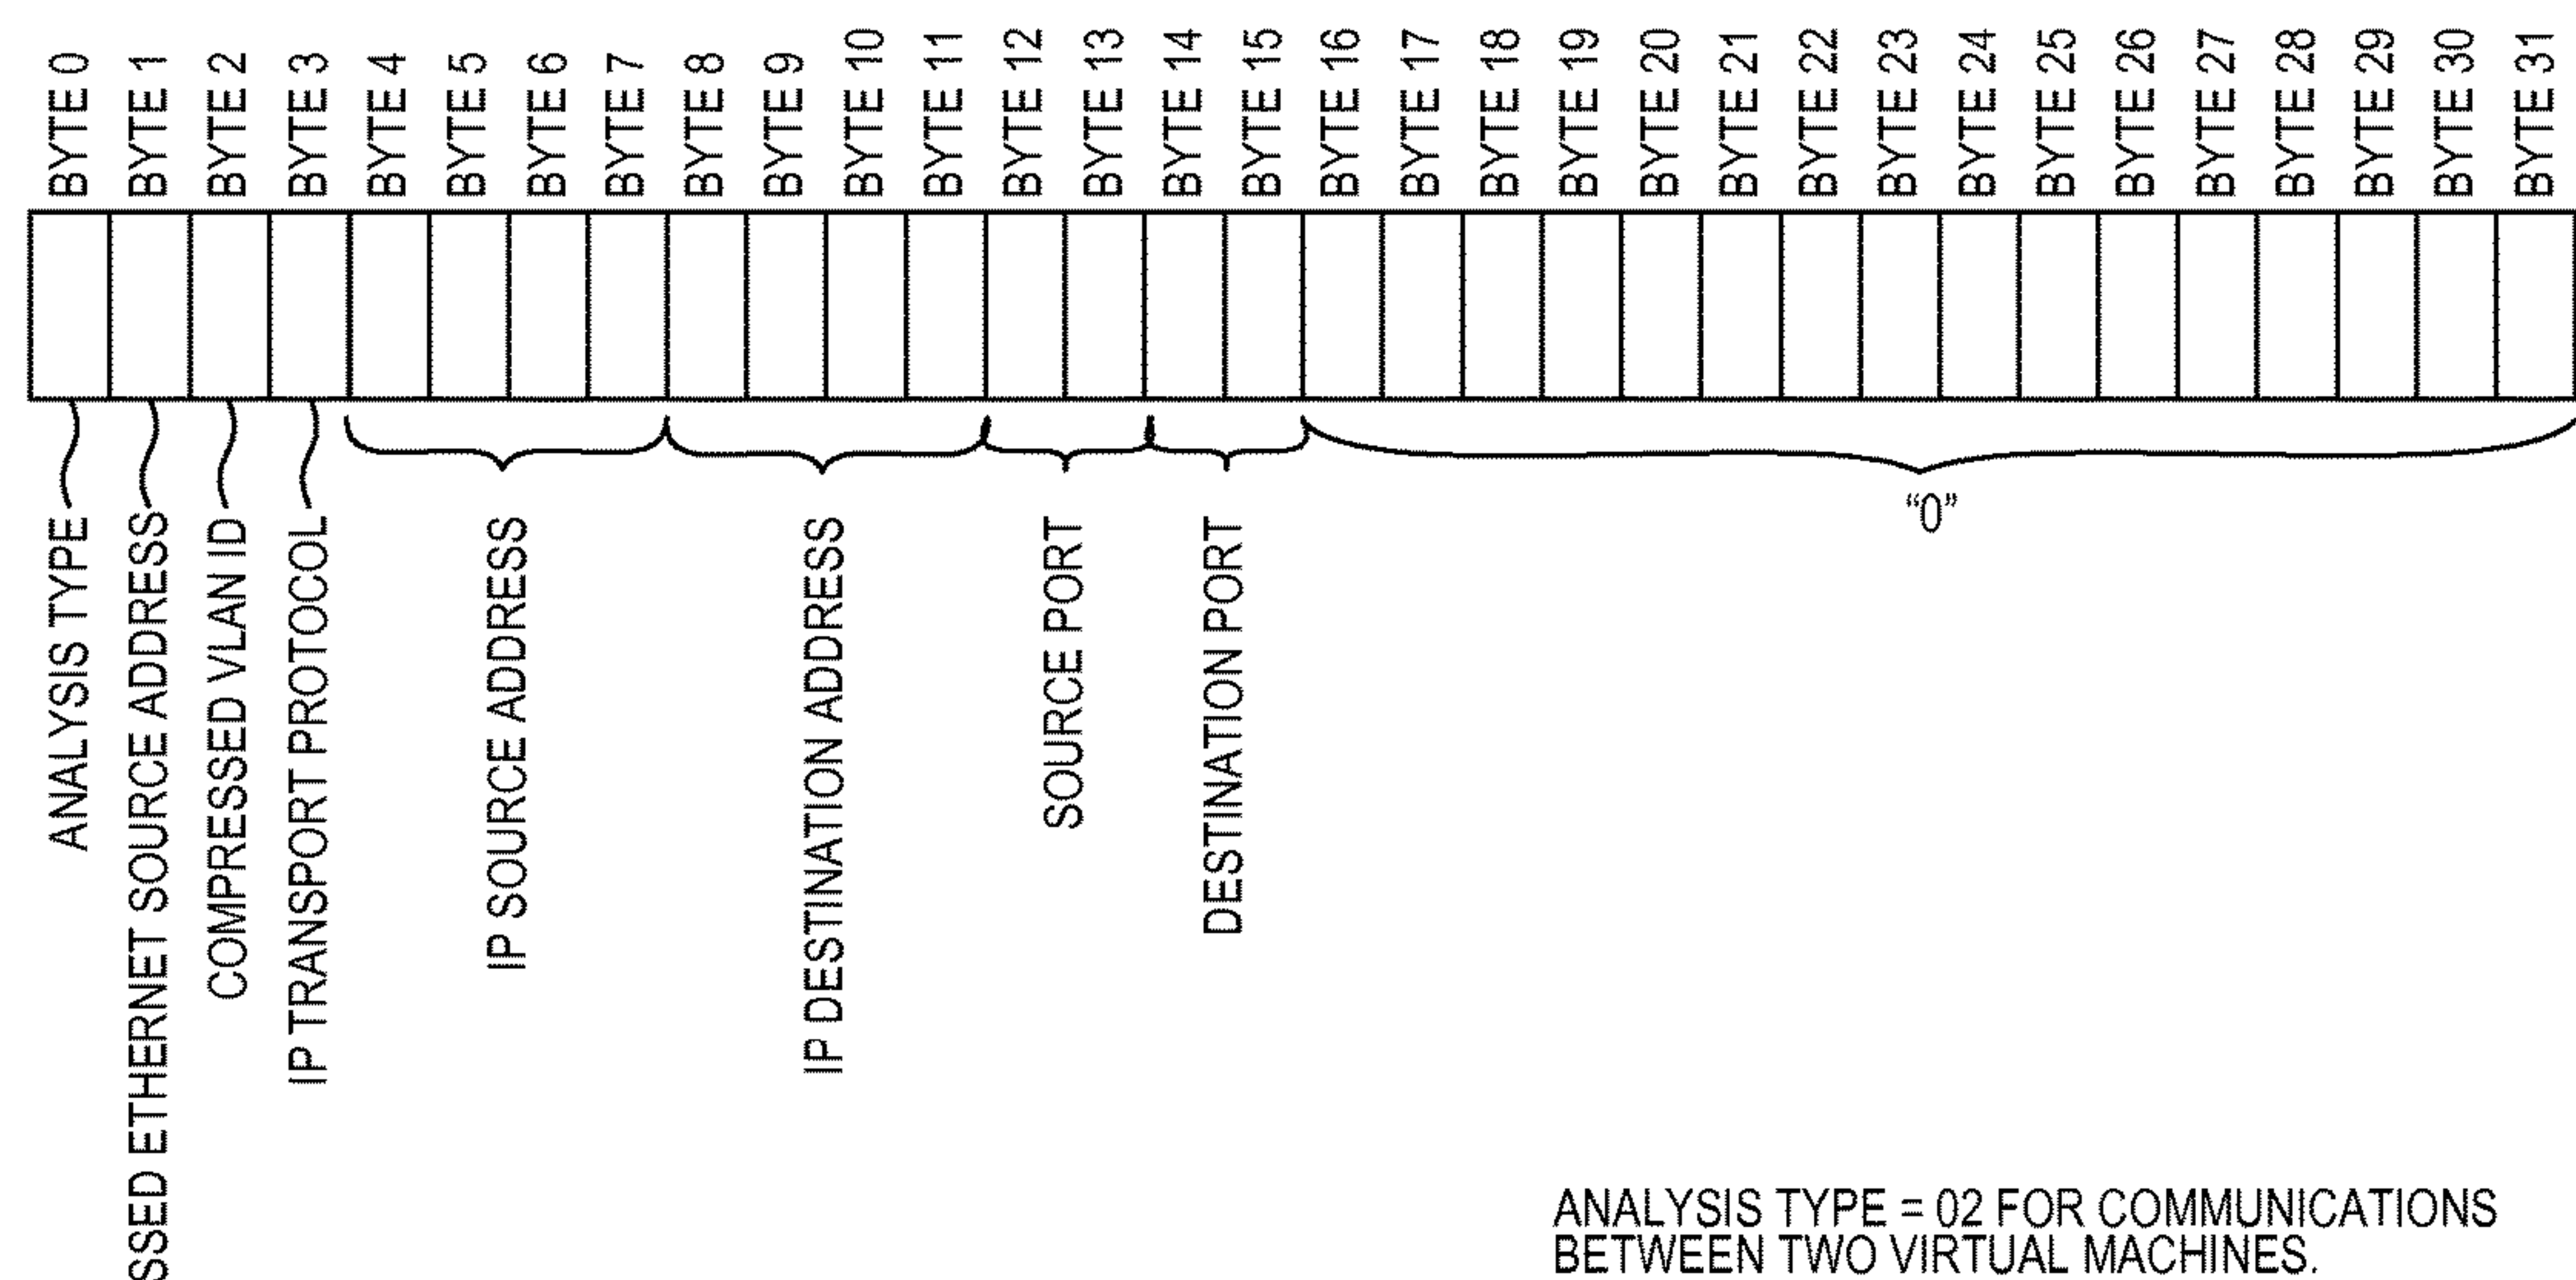 BYTE 0
BYTE 1
BYTE 2
BYTE 3
BYTE 4
BYTE 5
BYTE 6
BYTE 7
BYTE 8
BYTE 9
BYTE 10
BYTE 11
BYTE 12
BYTE 13
BYTE 14
BYTE 15
BYTE 16
BYTE 17
BYTE 18
BYTE 19
BYTE 20
BYTE 21
BYTE 22
BYTE 23
BYTE 24
BYTE 25
BYTE 26
BYTE 27
BYTE 28
BYTE 29
BYTE 30
BYTE 31
ANALYSIS TYPE
SSED ETHERNET SOURCE ADDRESS
COMPRESSED VLAN ID
IP TRANSPORT PROTOCOL
IP SOURCE ADDRESS
IP DESTINATION ADDRESS
SOURCE PORT
DESTINATION PORT
“0”
ANALYSIS TYPE = 02 FOR COMMUNICATIONS
BETWEEN TWO VIRTUAL MACHINES.